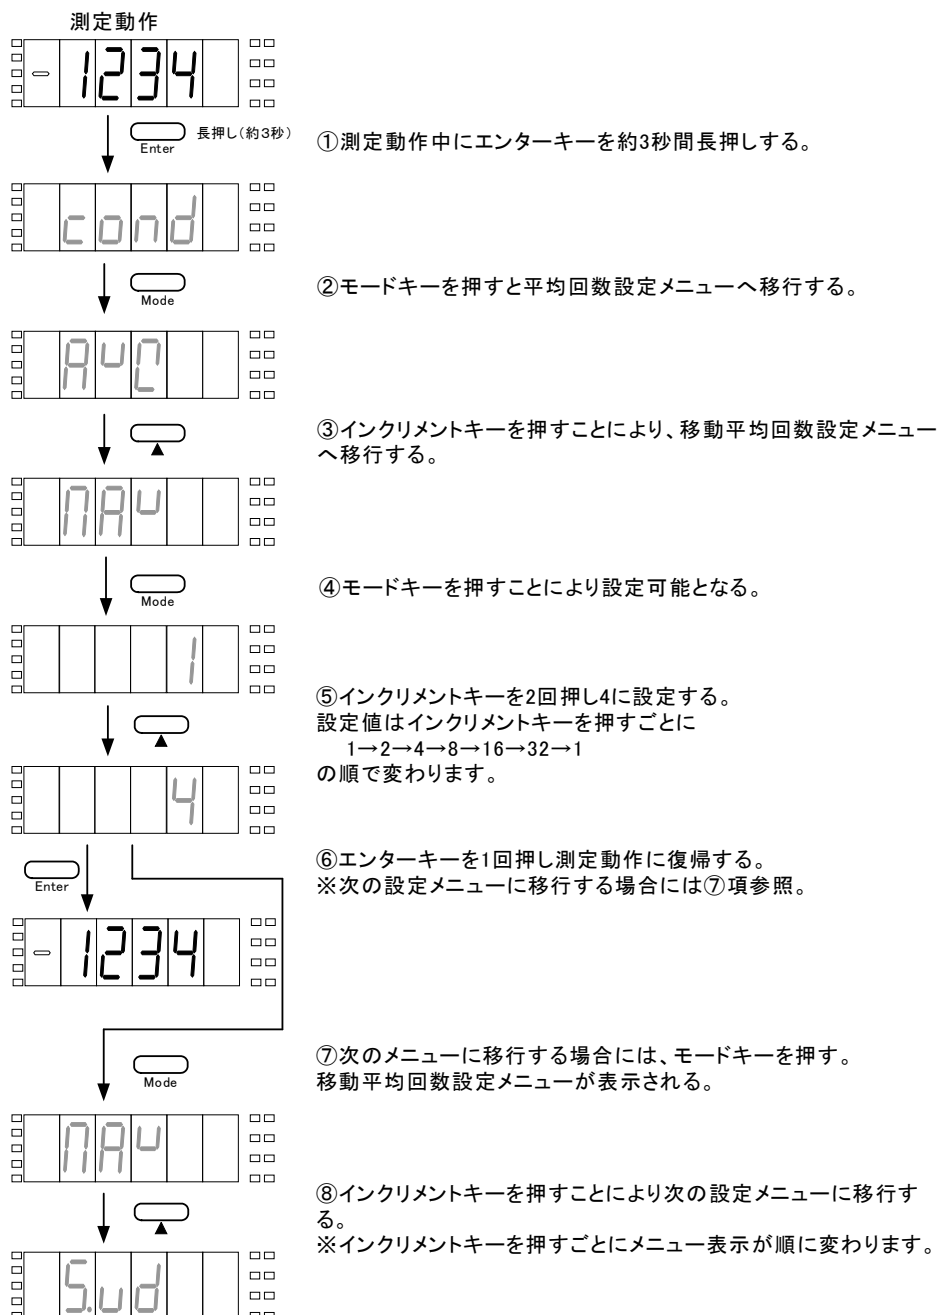 測定動作
- 1234
長押し(約3秒)
Enter
①測定動作中にエンターキーを約3秒間長押しする。
cond
Mode
②モードキーを押すと平均回数設定メニューへ移行する。
③インクリメントキーを押すことにより、移動平均回数設定メニュー
へ移行する。
MAv
Mode
④モードキーを押すことにより設定可能となる。
1
⑤インクリメントキーを2回押し4に設定する。
設定値はインクリメントキーを押すごとに
1→2→4→8→16→32→1
の順で変わります。
4
Enter
⑥エンターキーを1回押し測定動作に復帰する。
※次の設定メニューに移行する場合には⑦項参照。
- 1234
Mode
⑦次のメニューに移行する場合には、モードキーを押す。
移動平均回数設定メニューが表示される。
MAv
⑧インクリメントキーを押すことにより次の設定メニューに移行す
る。
※インクリメントキーを押すごとにメニュー表示が順に変わります。
S.ud